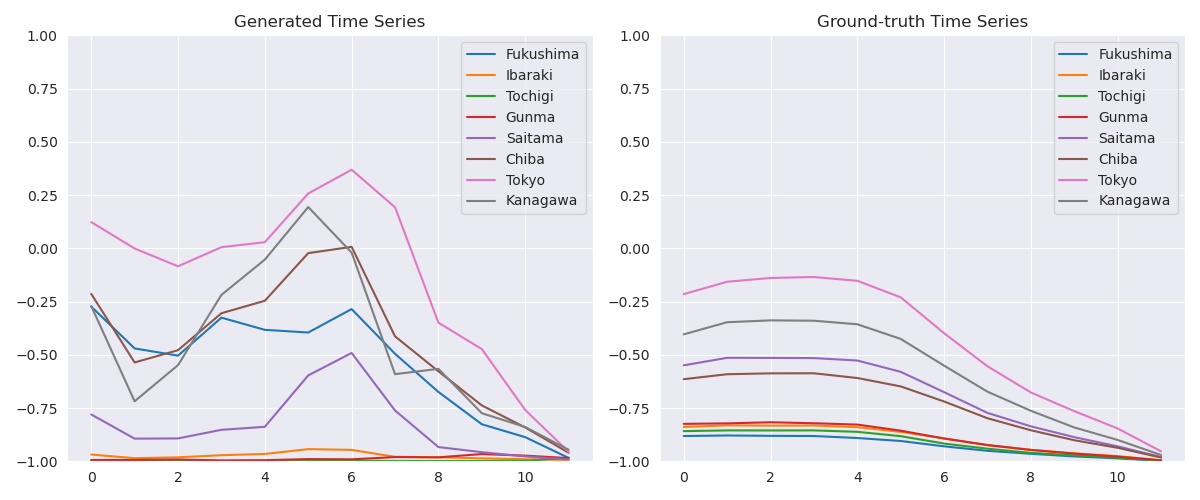 Generated Time Series
1.00
0.75
0.50
0.25
0.00
−0.25
−0.50
−0.75
−1.00
0 2 4 6 8 10
Fukushima
Ibaraki
Tochigi
Gunma
Saitama
Chiba
Tokyo
Kanagawa
Ground-truth Time Series
1.00
0.75
0.50
0.25
0.00
−0.25
−0.50
−0.75
−1.00
0 2 4 6 8 10
Fukushima
Ibaraki
Tochigi
Gunma
Saitama
Chiba
Tokyo
Kanagawa